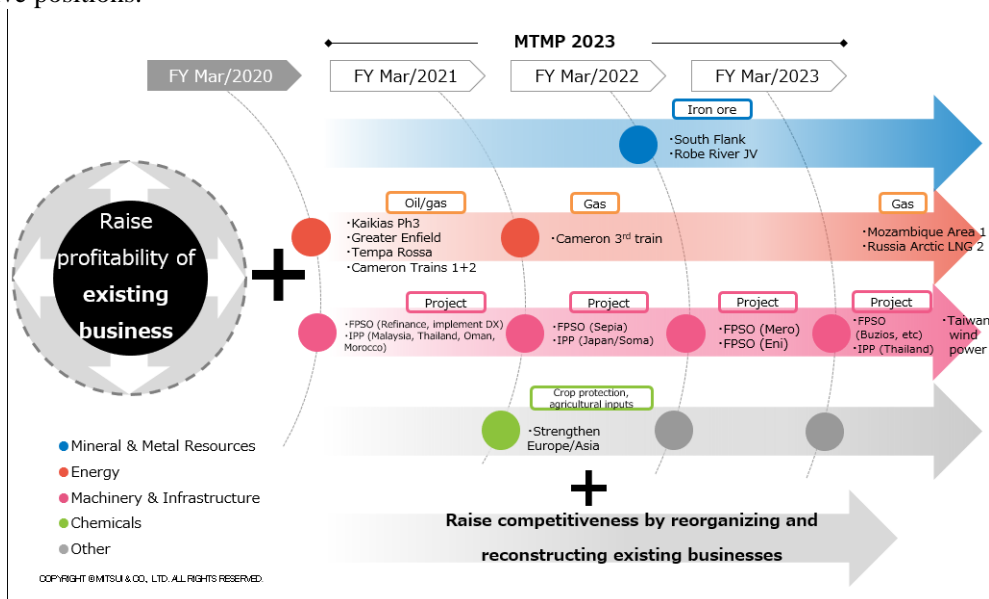 ve positions.
MTMP 2023
FY Mar/2020
FY Mar/2021
FY Mar/2022
FY Mar/2023
Iron ore
・South Flank
・Robe River JV
Raise
profitability of
existing
business
+
Oil/gas
・Kaikias Ph3
・Greater Enfield
・Tempa Rossa
・Cameron Trains 1+2
Gas
・Cameron 3rd train
Gas
・Mozambique Area 1
・Russia Arctic LNG 2
Project
・FPSO (Refinance, implement DX)
・IPP (Malaysia, Thailand, Oman,
Morocco)
Project
・FPSO (Sepia)
・IPP (Japan/Soma)
Project
・FPSO (Mero)
・FPSO (Eni)
Project
・FPSO
(Buzios, etc)
・IPP (Thailand)
・Taiwan
wind
power
Crop protection,
agricultural inputs
・Strengthen
Europe/Asia
+
Raise competitiveness by reorganizing and
reconstructing existing businesses
Mineral & Metal Resources
Energy
Machinery & Infrastructure
Chemicals
Other
COPYRIGHT © MITSUI & CO., LTD. ALL RIGHTS RESERVED.